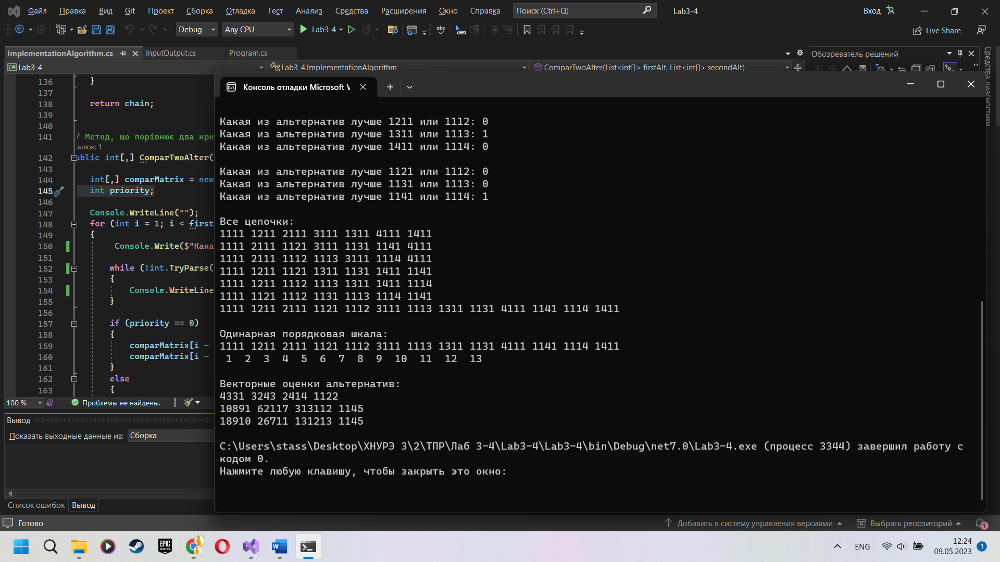 Файл Правка Вид Git Проект Сборка Отладка Тест Анализ Средства Расширения Окно Справка Поиск (Ctrl+Q) Lab3-4 Вход
Debug Any CPU Lab3-4 Live Share
ImplementationAlgorithm.cs InputOutput.cs Program.cs Обозреватель решений
Средства диагностики
Lab3-4 Lab3_4.ImplementationAlgorithm ComparTwoAlter(List<int[]> firstAlt, List<int[]> secondAlt)
136 }
137
138 return chain;
139
140
141 / Метод, що порівнює два кри
сылок: 1
142 ublic int[,] ComparTwoAlter(
143
144 int[,] comparMatrix = new
145 int priority;
146
147 Console.WriteLine("");
148 for (int i = 1; i < first
149 {
150 Console.Write($"Кака
151
152 while (!int.TryParse(
153 {
154 Console.WriteLine
155 }
156
157 if (priority == 0)
158 {
159 comparMatrix[i -
160 comparMatrix[i -
161 }
162 else
163 {
100 % Проблемы не найдены.
Вывод
Показать выходные данные из: Сборка
Список ошибок Вывод
Консоль отладки Microsoft V
Какая из альтернатив лучше 1211 или 1112: 0
Какая из альтернатив лучше 1311 или 1113: 1
Какая из альтернатив лучше 1411 или 1114: 0
Какая из альтернатив лучше 1121 или 1112: 0
Какая из альтернатив лучше 1131 или 1113: 0
Какая из альтернатив лучше 1141 или 1114: 1
Все цепочки:
1111 1211 2111 3111 1311 4111 1411
1111 2111 1121 3111 1131 1141 4111
1111 2111 1112 1113 3111 1114 4111
1111 1211 1121 1311 1131 1411 1141
1111 1211 1112 1113 1311 1411 1114
1111 1121 1112 1131 1113 1114 1141
1111 1211 2111 1121 1112 3111 1113 1311 1131 4111 1141 1114 1411
Одинарная порядковая шкала:
1111 1211 2111 1121 1112 3111 1113 1311 1131 4111 1141 1114 1411
1 2 3 4 5 6 7 8 9 10 11 12 13
Векторные оценки альтернатив:
4331 3243 2414 1122
10891 62117 313112 1145
18910 26711 131213 1145
C:\Users\stass\Desktop\ХНУРЭ 3\2\ТПР\Лаб 3-4\Lab3-4\Lab3-4\bin\Debug\net7.0\Lab3-4.exe (процесс 3344) завершил работу с
кодом 0.
Нажмите любую клавишу, чтобы закрыть это окно:
Готово Добавить в систему управления версиями Выбрать репозиторий 1
EPIC GAMES W ENG 12:24 1
09.05.2023